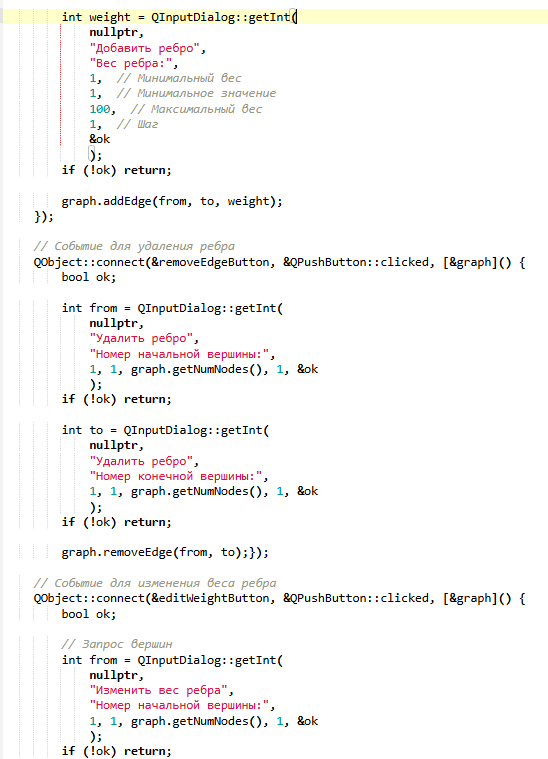 int weight = QInputDialog::getInt(
nullptr,
"Добавить ребро",
"Вес ребра:",
1,  // Минимальный вес
1,  // Минимальное значение
100,  // Максимальный вес
1,  // Шаг
&ok
);
if (!ok) return;
graph.addEdge(from, to, weight);
});
// Событие для удаления ребра
QObject::connect(&removeEdgeButton, &QPushButton::clicked, [&graph]() {
bool ok;
int from = QInputDialog::getInt(
nullptr,
"Удалить ребро",
"Номер начальной вершины:",
1, 1, graph.getNumNodes(), 1, &ok
);
if (!ok) return;
int to = QInputDialog::getInt(
nullptr,
"Удалить ребро",
"Номер конечной вершины:",
1, 1, graph.getNumNodes(), 1, &ok
);
if (!ok) return;
graph.removeEdge(from, to);});
// Событие для изменения веса ребра
QObject::connect(&editWeightButton, &QPushButton::clicked, [&graph]() {
bool ok;
// Запрос вершин
int from = QInputDialog::getInt(
nullptr,
"Изменить вес ребра",
"Номер начальной вершины:",
1, 1, graph.getNumNodes(), 1, &ok
);
if (!ok) return;